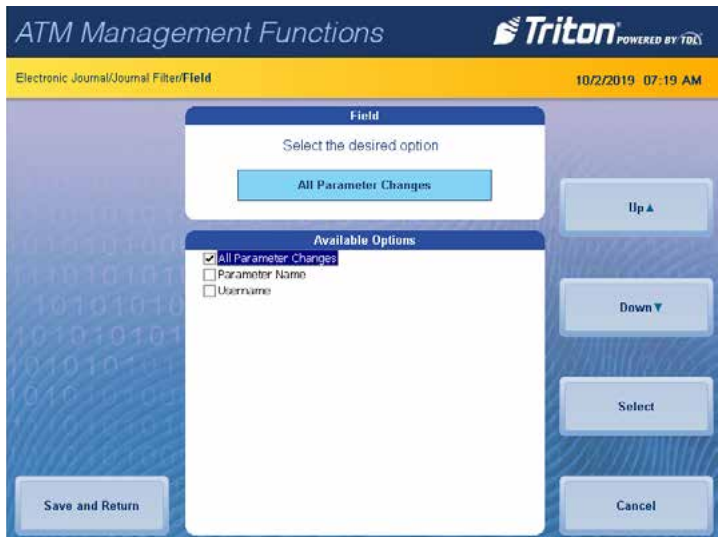 ATM Management Functions
Triton POWERED BY TDL
Electronic Journal/Journal Filter/Field
10/2/2019 07:19 AM
Field
Select the desired option
All Parameter Changes
Available Options
All Parameter Changes
Parameter Name
Username
Up▲
Down▼
Select
Save and Return
Cancel